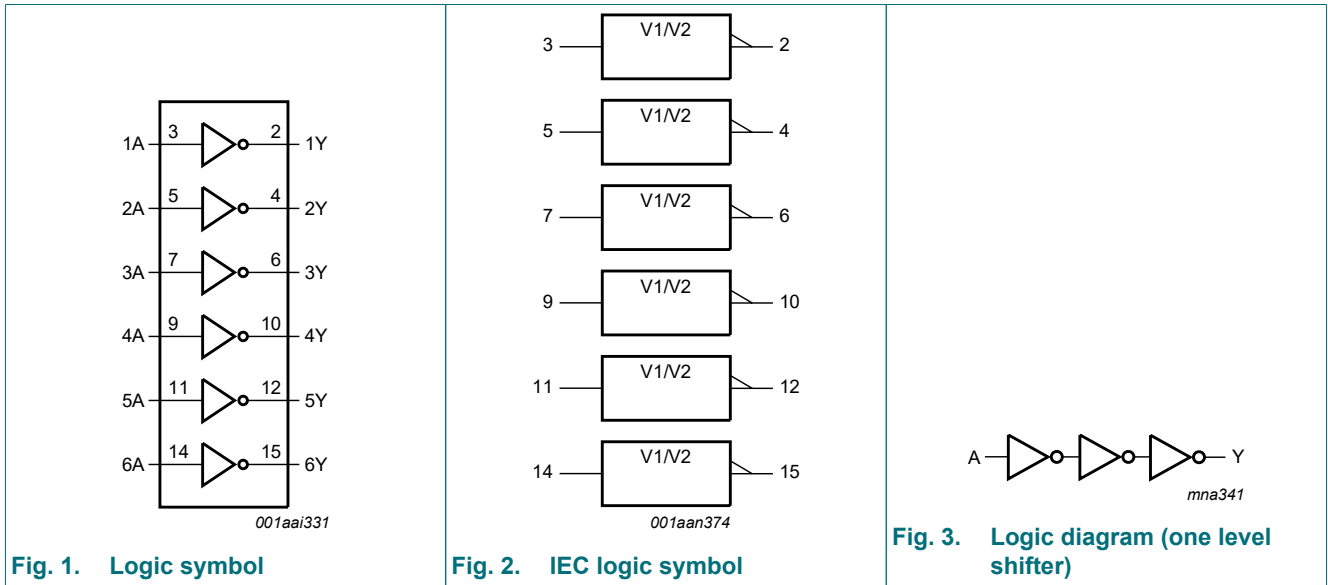 1A 3 2 1Y
2A 5 4 2Y
3A 7 6 3Y
4A 9 10 4Y
5A 11 12 5Y
6A 14 15 6Y
001aai331
Fig. 1. Logic symbol
V1/V2
3 2
V1/V2
5 4
V1/V2
7 6
V1/V2
9 10
V1/V2
11 12
V1/V2
14 15
001aan374
Fig. 2. IEC logic symbol
A Y
mna341
Fig. 3. Logic diagram (one level
shifter)